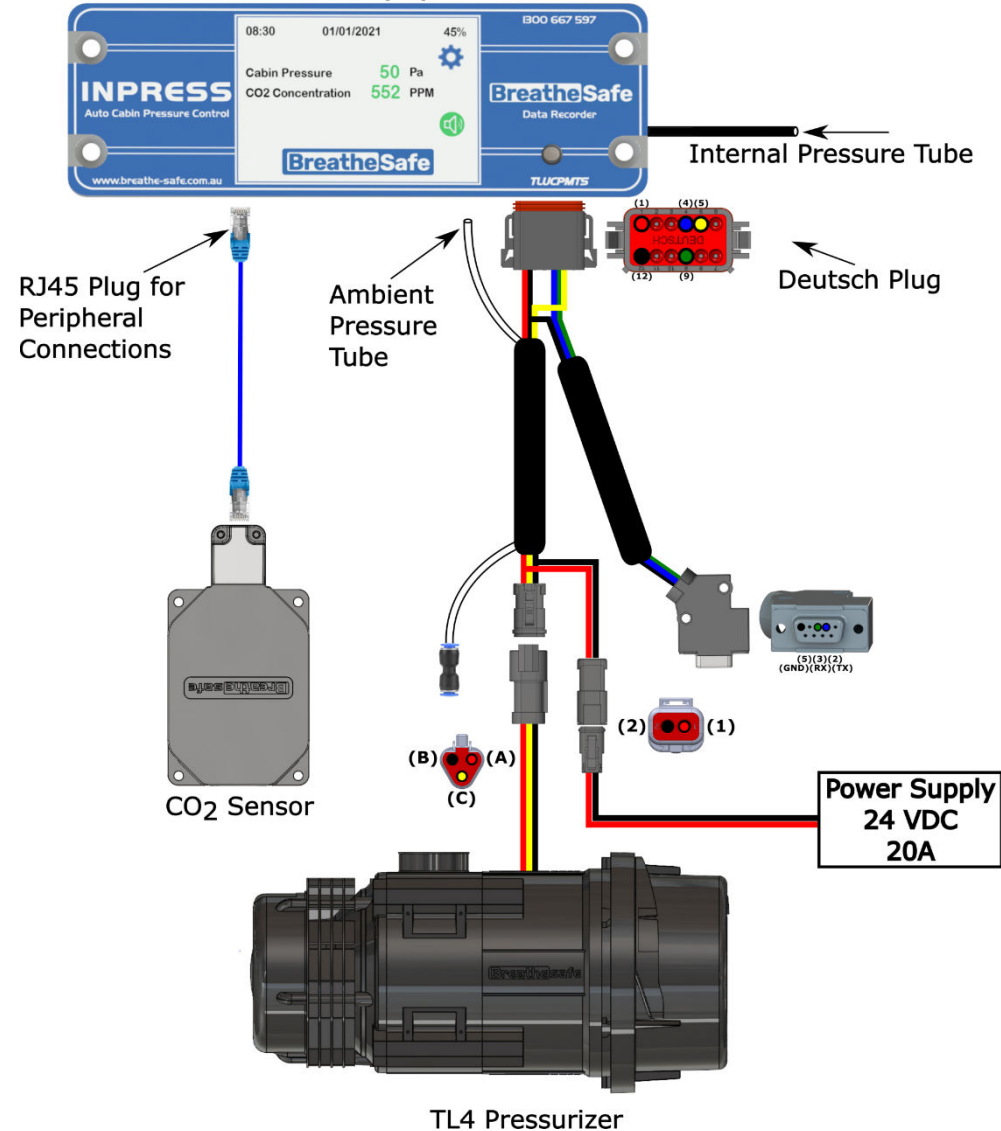 1300 667 597
08:30 01/01/2021 45%
Cabin Pressure 50 Pa
CO2 Concentration 552 PPM
INPRESS
Auto Cabin Pressure Control
BreatheSafe
Data Recorder
BreatheSafe
www.breathe-safe.com.au
TLUCPMTS
Internal Pressure Tube
(1) (4)(5)
DEUTSCH
(12) (9)
Deutsch Plug
RJ45 Plug for
Peripheral
Connections
Ambient
Pressure
Tube
(5)(3)(2)
(GND)(RX)(TX)
Breathesafe
CO2 Sensor
(B) (A)
(C)
(2) (1)
Power Supply
24 VDC
20A
Breathesafe
TL4 Pressurizer